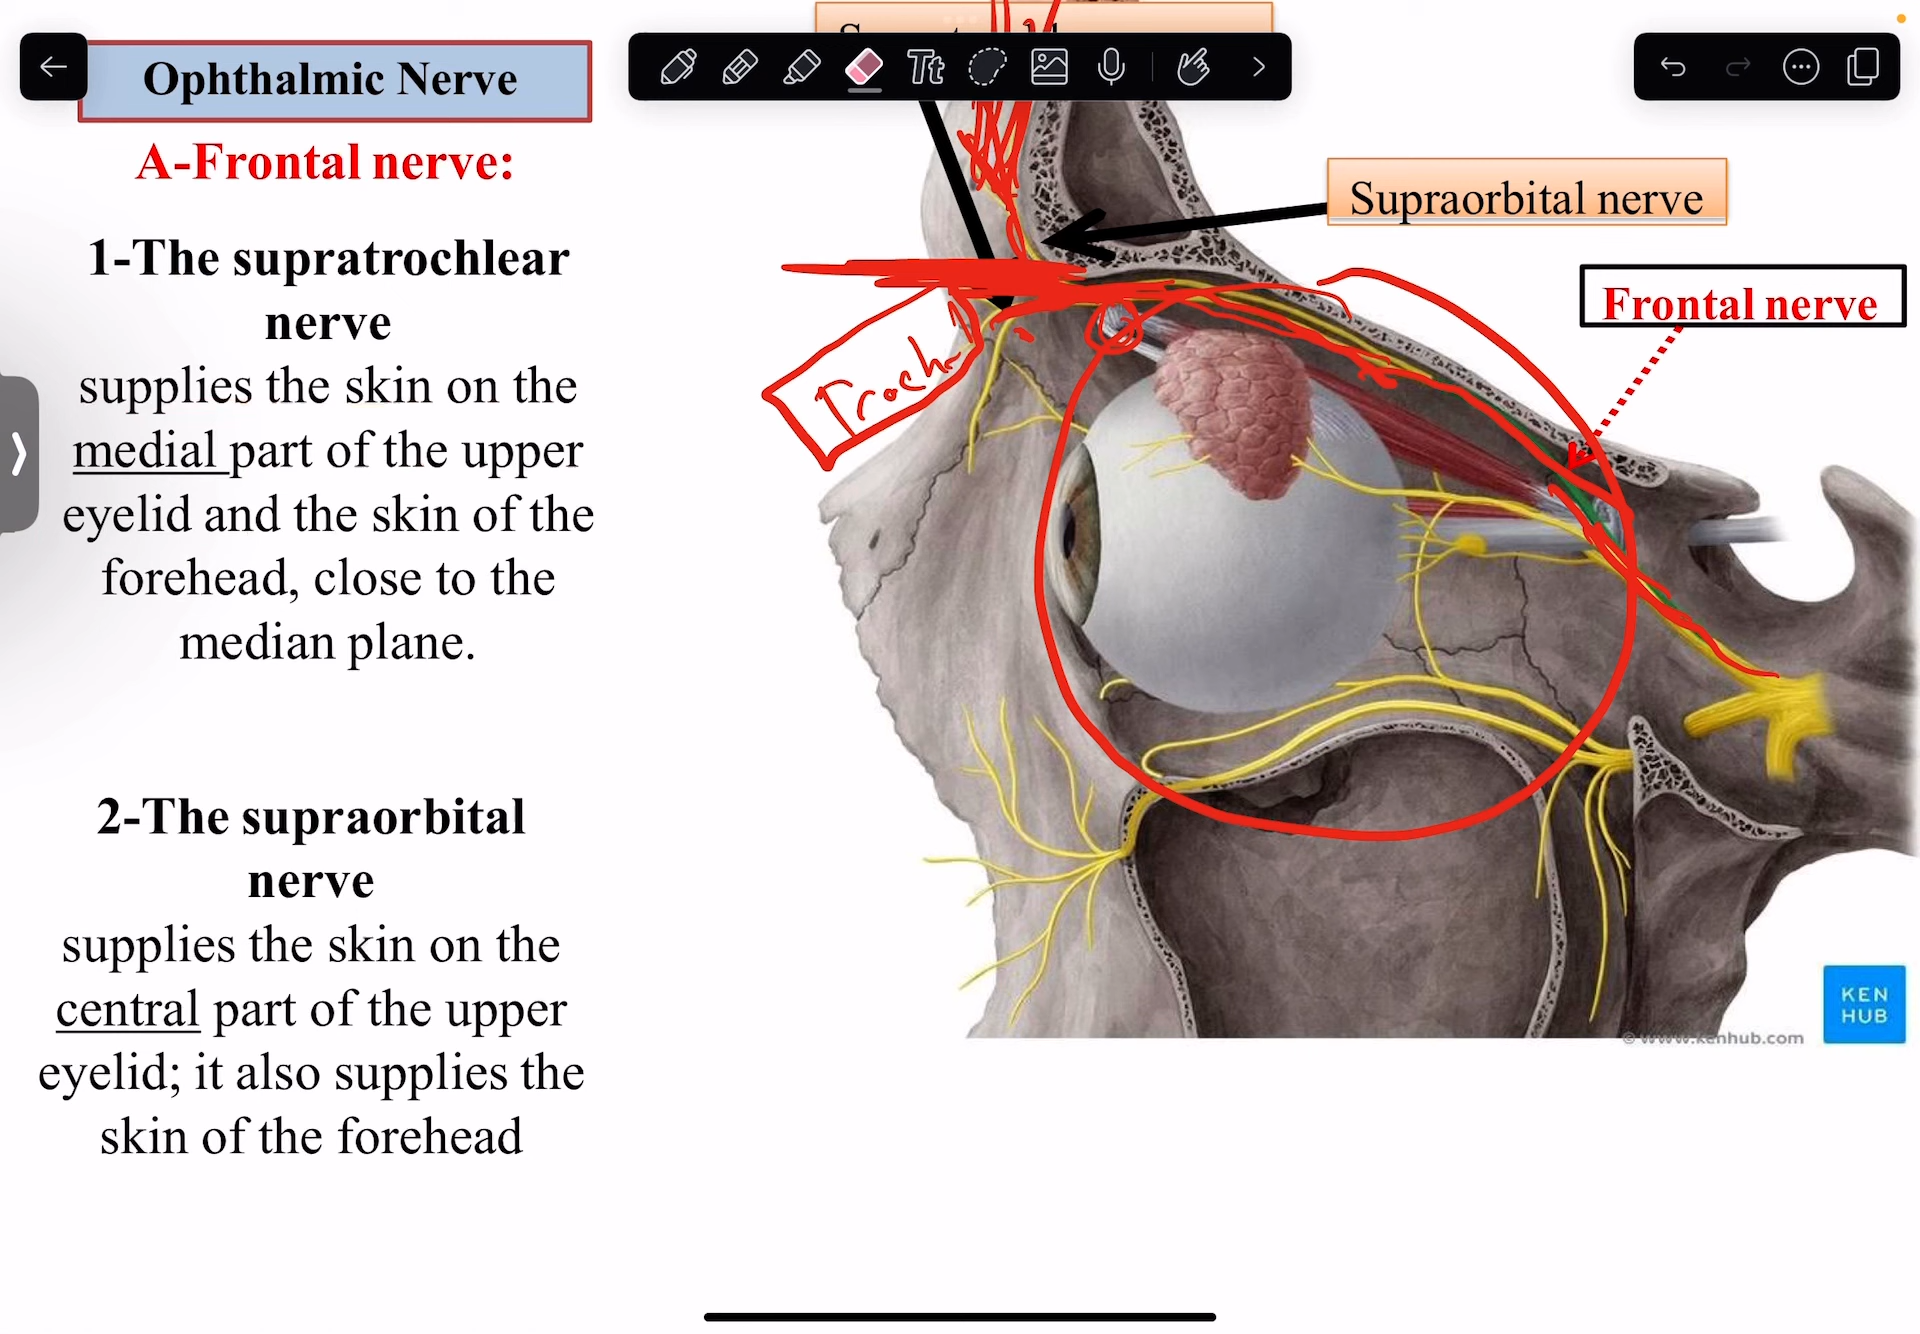 Ophthalmic Nerve
A-Frontal nerve:
1-The supratrochlear
nerve
supplies the skin on the
medial part of the upper
eyelid and the skin of the
forehead, close to the
median plane.
2-The supraorbital
nerve
supplies the skin on the
central part of the upper
eyelid; it also supplies the
skin of the forehead
Tt
Supraorbital nerve
Frontal nerve
Troch
KEN
HUB
© www.kenhub.com